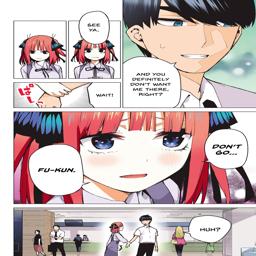 SEE
YA.
AND YOU
DEFINITELY
DON'T WANT
ME THERE,
RIGHT?
WAIT!
DON'T
GO...
FU-KUN.
HUH?